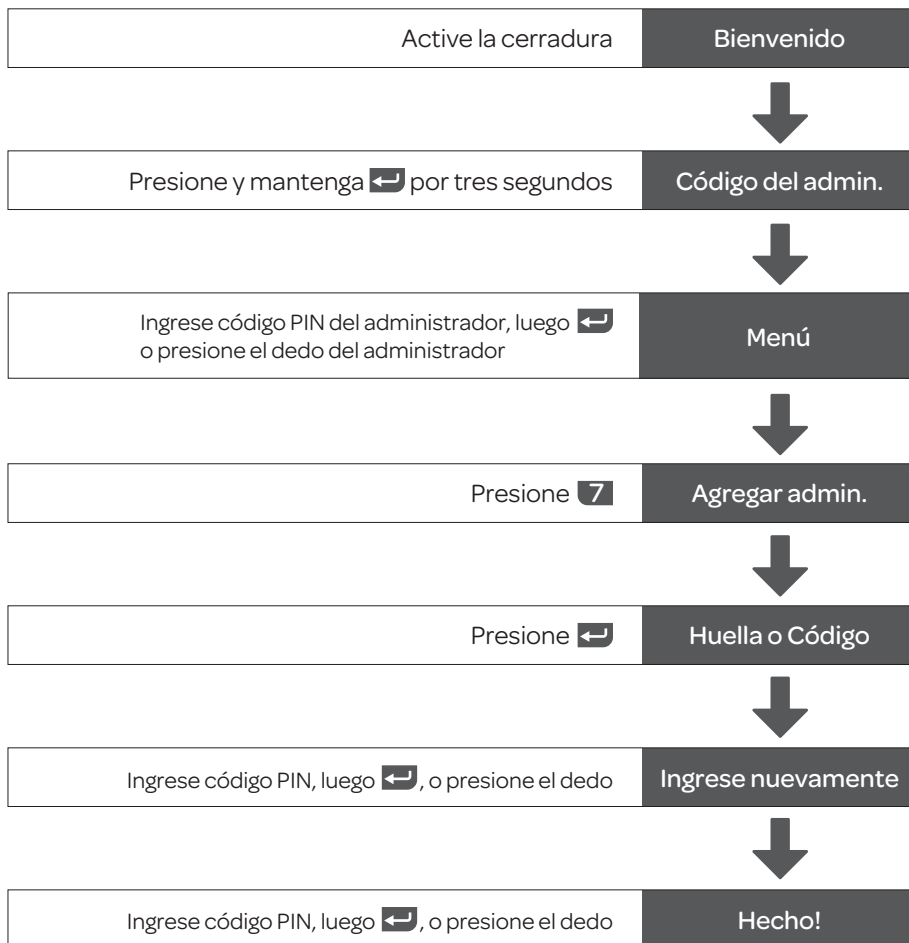 Active la cerradura Bienvenido
Presione y mantenga por tres segundos Código del admin.
Ingrese código PIN del administrador, luego
o presione el dedo del administrador
Menú
Presione 7 Agregar admin.
Presione Huella o Código
Ingrese código PIN, luego , o presione el dedo Ingrese nuevamente
Ingrese código PIN, luego , o presione el dedo Hecho!